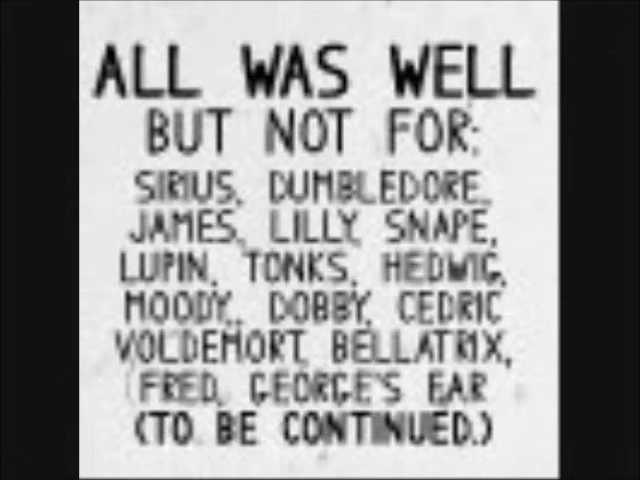 ALL WAS WELL
BUT NOT FOR:
SIRIUS, DUMBLEDORE,
JAMES, LILLY, SNAPE,
LUPIN, TONKS, HEDWIG,
MOODY, DOBBY, CEDRIC
VOLDEMORT, BELLATRIX,
FRED, GEORGE'S EAR
(TO BE CONTINUED.)